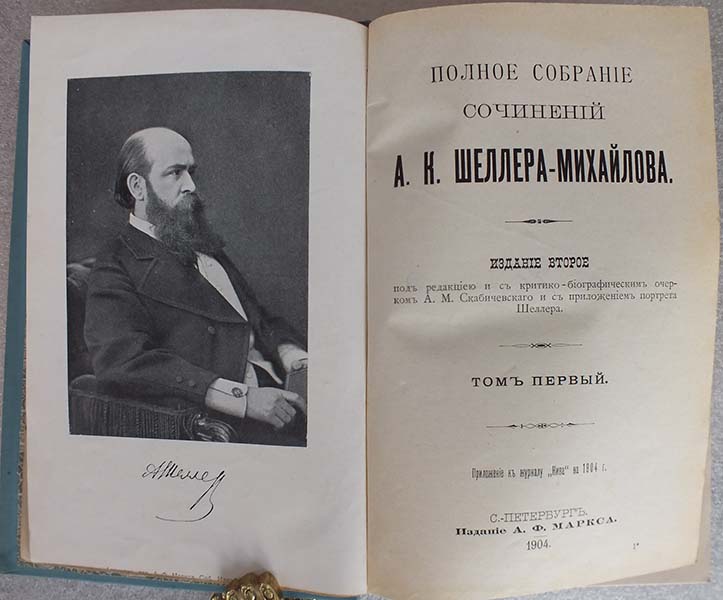 А Шеллер
ПОЛНОЕ СОБРАНІЕ
СОЧИНЕНІЙ
А. К. ШЕЛЛЕРА-МИХАЙЛОВА.
ИЗДАНІЕ ВТОРОЕ
подъ редакціею и съ критико-біографическимъ очер-
комъ А. М. Скабичевскаго и съ приложеніемъ портрета
Шеллера.
ТОМЪ ПЕРВЫЙ.
Приложеніе къ журналу „Нива" на 1904 г.
С.-ПЕТЕРБУРГЪ.
Изданіе А. Ф. МАРКСА.
1904.
1*